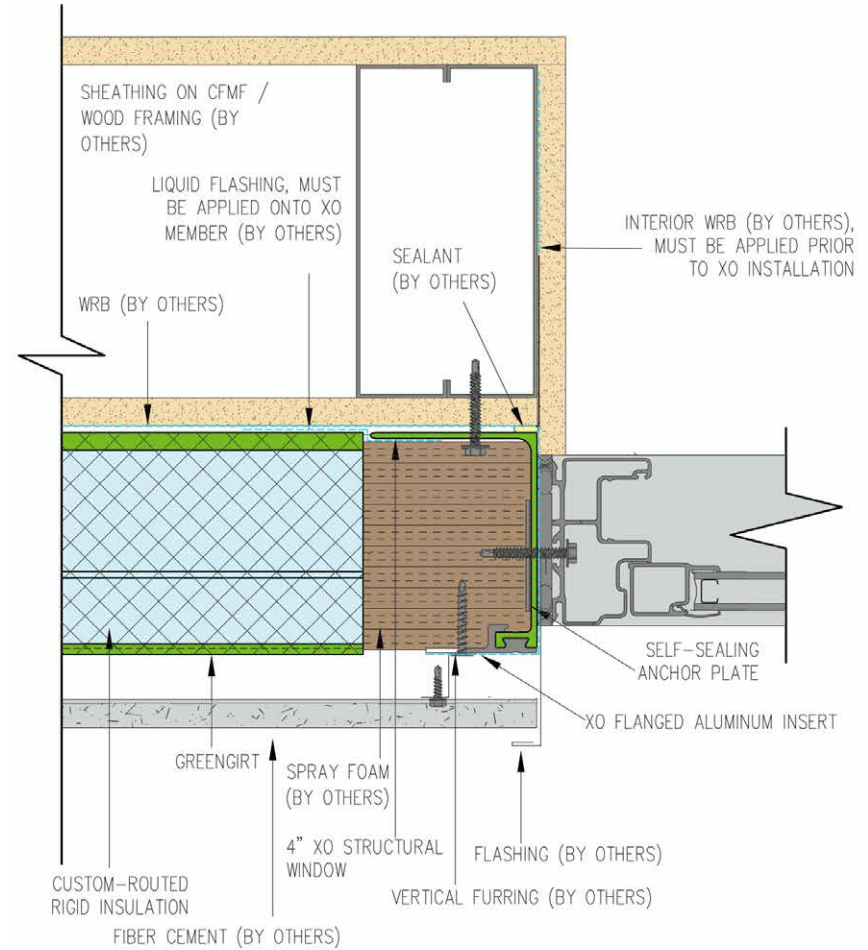 SHEATHING ON CFMF /
WOOD FRAMING (BY
OTHERS)
LIQUID FLASHING, MUST
BE APPLIED ONTO XO
MEMBER (BY OTHERS)
SEALANT
(BY OTHERS)
INTERIOR WRB (BY OTHERS),
MUST BE APPLIED PRIOR
TO XO INSTALLATION
WRB (BY OTHERS)
SELF-SEALING
ANCHOR PLATE
XO FLANGED ALUMINUM INSERT
GREENGIRT
SPRAY FOAM
(BY OTHERS)
4" XO STRUCTURAL
WINDOW
FLASHING (BY OTHERS)
CUSTOM-ROUTED
RIGID INSULATION
VERTICAL FURRING (BY OTHERS)
FIBER CEMENT (BY OTHERS)